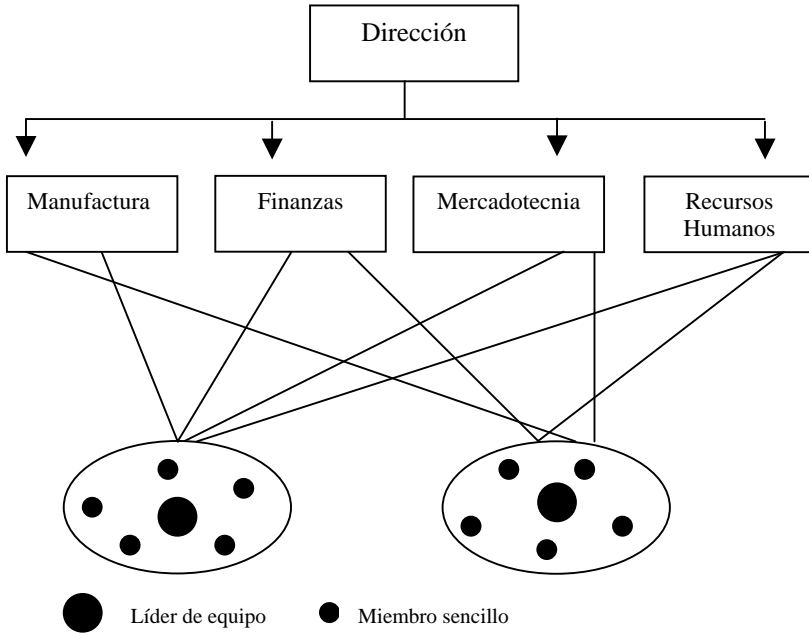 Dirección
Manufactura
Finanzas
Mercadotecnia
Recursos
Humanos
Líder de equipo
Miembro sencillo